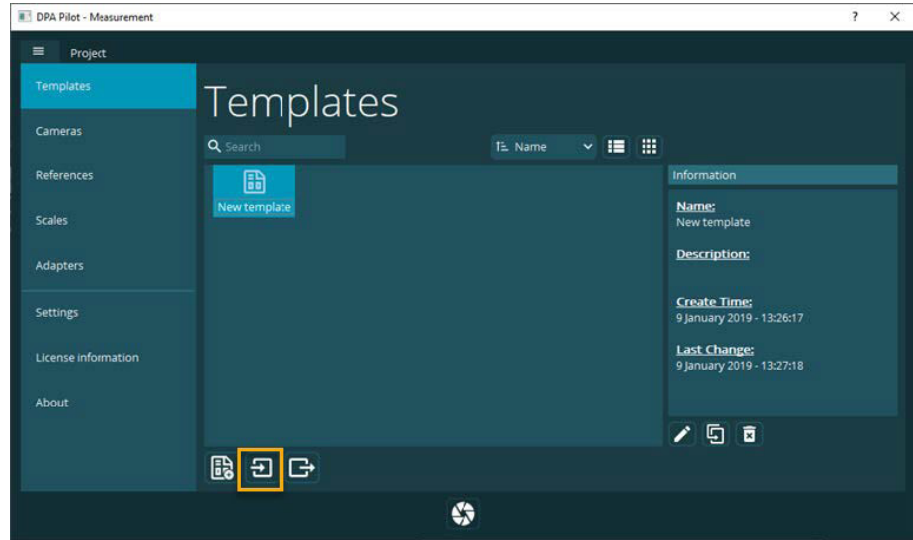 DPA Pilot - Measurement
?
Project
Templates
Cameras
References
Scales
Adapters
Settings
License information
About
Templates
Search
Name
New template
Information
Name:
New template
Description:
Create Time:
9 January 2019 - 13:26:17
Last Change:
9 January 2019 - 13:27:18